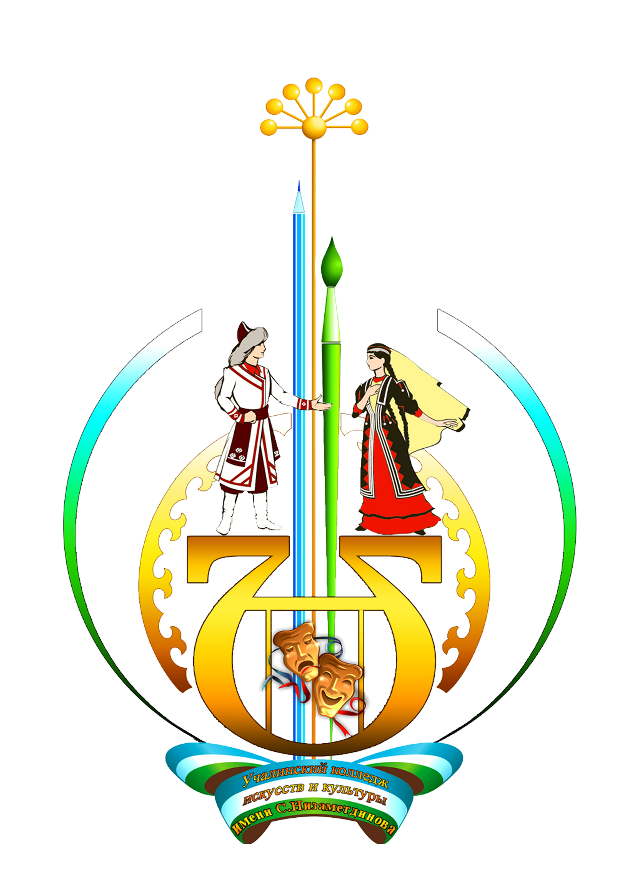 Учалинский колледж
искусств и культуры
имени С.Низаметдинова